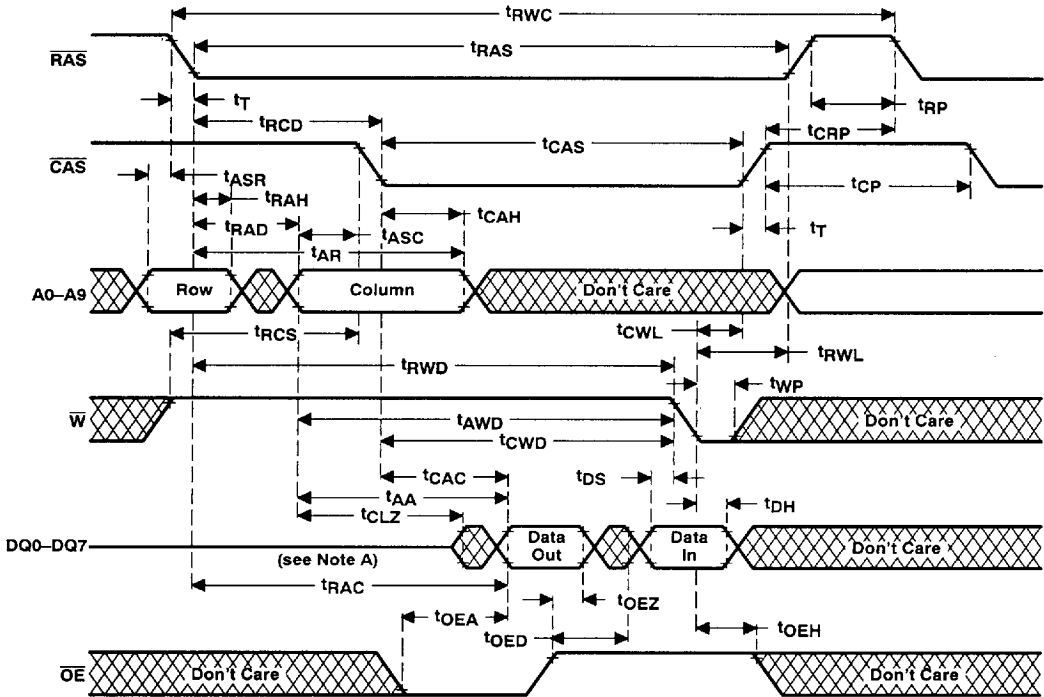 tRWC
RAS
tRAS
tT
tRP
tRCD
tCRP
CAS
tCAS
tASR
tCP
tRAH
tCAH
tRAD
tASC
tT
tAR
A0–A9
Row
Column
Don't Care
tRCS
tCWL
tRWL
tRWD
tWP
W
tAWD
Don't Care
tCWD
tCAC
tDS
tAA
tDH
tCLZ
DQ0–DQ7
(see Note A)
Data Out
Data In
Don't Care
tRAC
tOEZ
tOEA
tOED
tOEH
OE
Don't Care
Don't Care